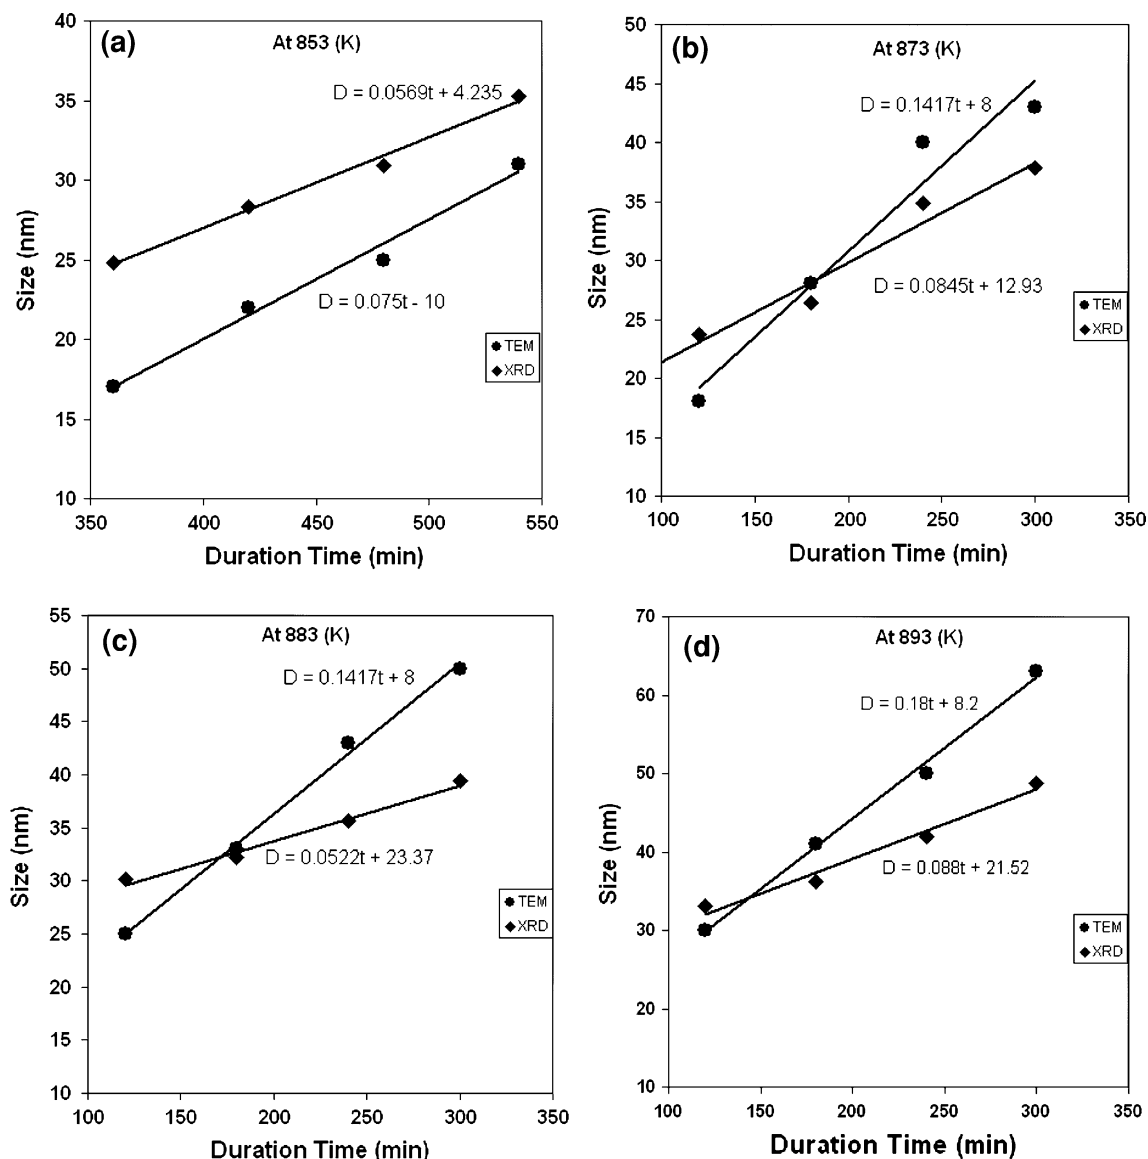 (a)
At 853 (K)
D = 0.0569t + 4.235
D = 0.075t - 10
TEM
XRD
40
35
30
25
20
15
10
350
400
450
500
550
Size (nm)
Duration Time (min)
(b)
At 873 (K)
D = 0.1417t + 8
D = 0.0845t + 12.93
TEM
XRD
50
45
40
35
30
25
20
15
10
100
150
200
250
300
350
Size (nm)
Duration Time (min)
(c)
At 883 (K)
D = 0.1417t + 8
D = 0.0522t + 23.37
TEM
XRD
55
50
45
40
35
30
25
20
15
10
100
150
200
250
300
350
Size (nm)
Duration Time (min)
(d)
At 893 (K)
D = 0.18t + 8.2
D = 0.088t + 21.52
TEM
XRD
70
60
50
40
30
20
10
100
150
200
250
300
350
Size (nm)
Duration Time (min)